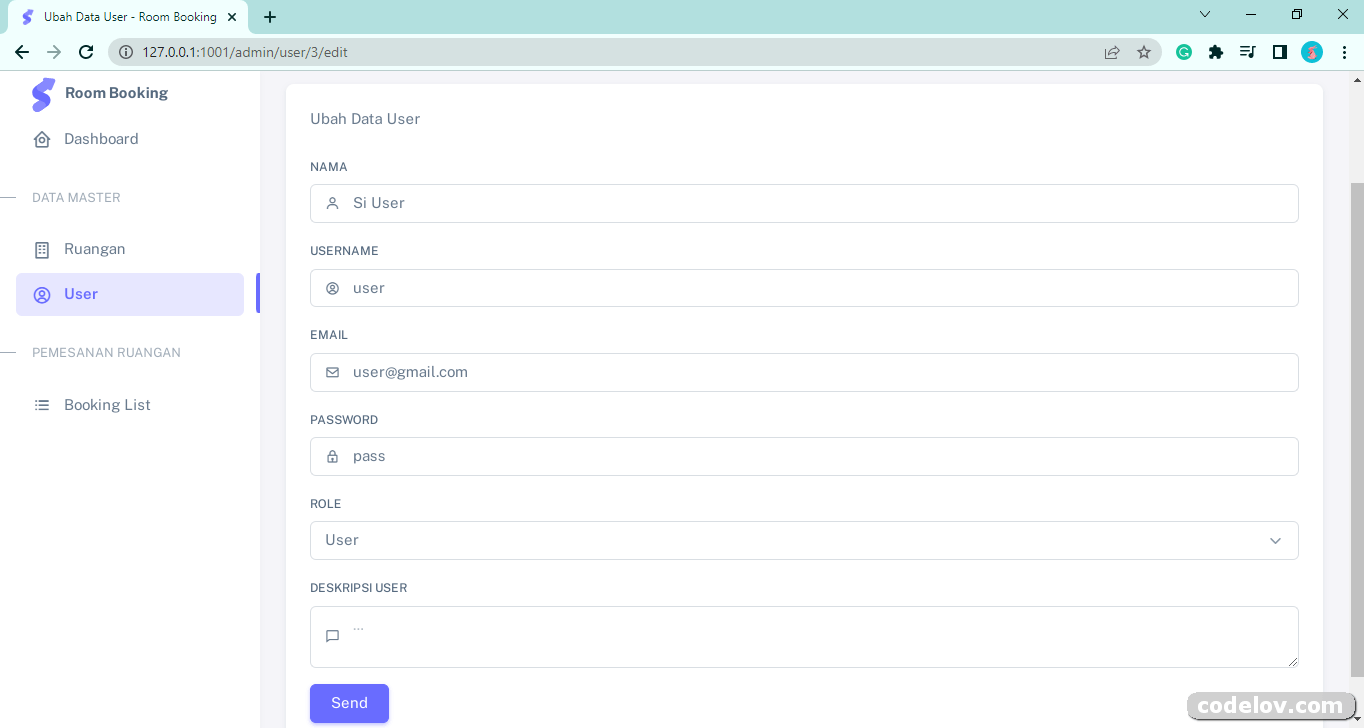 Ubah Data User - Room Booking
127.0.0.1:1001/admin/user/3/edit
Room Booking
Dashboard
DATA MASTER
Ruangan
User
PEMESANAN RUANGAN
Booking List
Ubah Data User
NAMA
Si User
USERNAME
user
EMAIL
user@gmail.com
PASSWORD
pass
ROLE
User
DESKRIPSI USER
...
Send
codelov.com